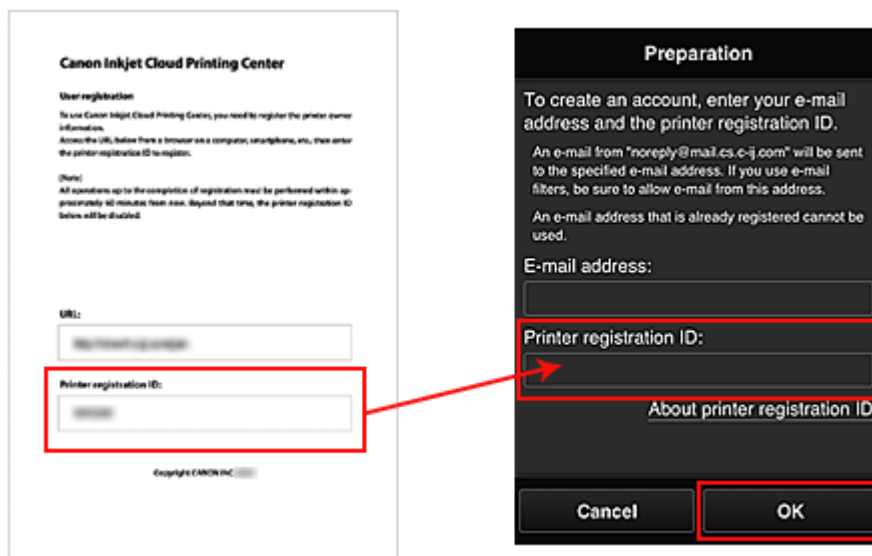 Canon Inkjet Cloud Printing Center
User registration
To use Canon Inkjet Cloud Printing Center, you need to register the printer owner
information.
Access the URL below from a browser on a computer, smartphone, etc., then enter
the printer registration ID to register.
[Note]
All operations up to the completion of registration must be performed within ap-
proximately 60 minutes from now. Beyond that time, the printer registration ID
below will be disabled.
URL:
Printer registration ID:
Copyright CANON INC.
Preparation
To create an account, enter your e-mail
address and the printer registration ID.
An e-mail from "noreply@mail.cs.c-ij.com" will be sent
to the specified e-mail address. If you use e-mail
filters, be sure to allow e-mail from this address.
An e-mail address that is already registered cannot be
used.
E-mail address:
Printer registration ID:
About printer registration ID
Cancel
OK